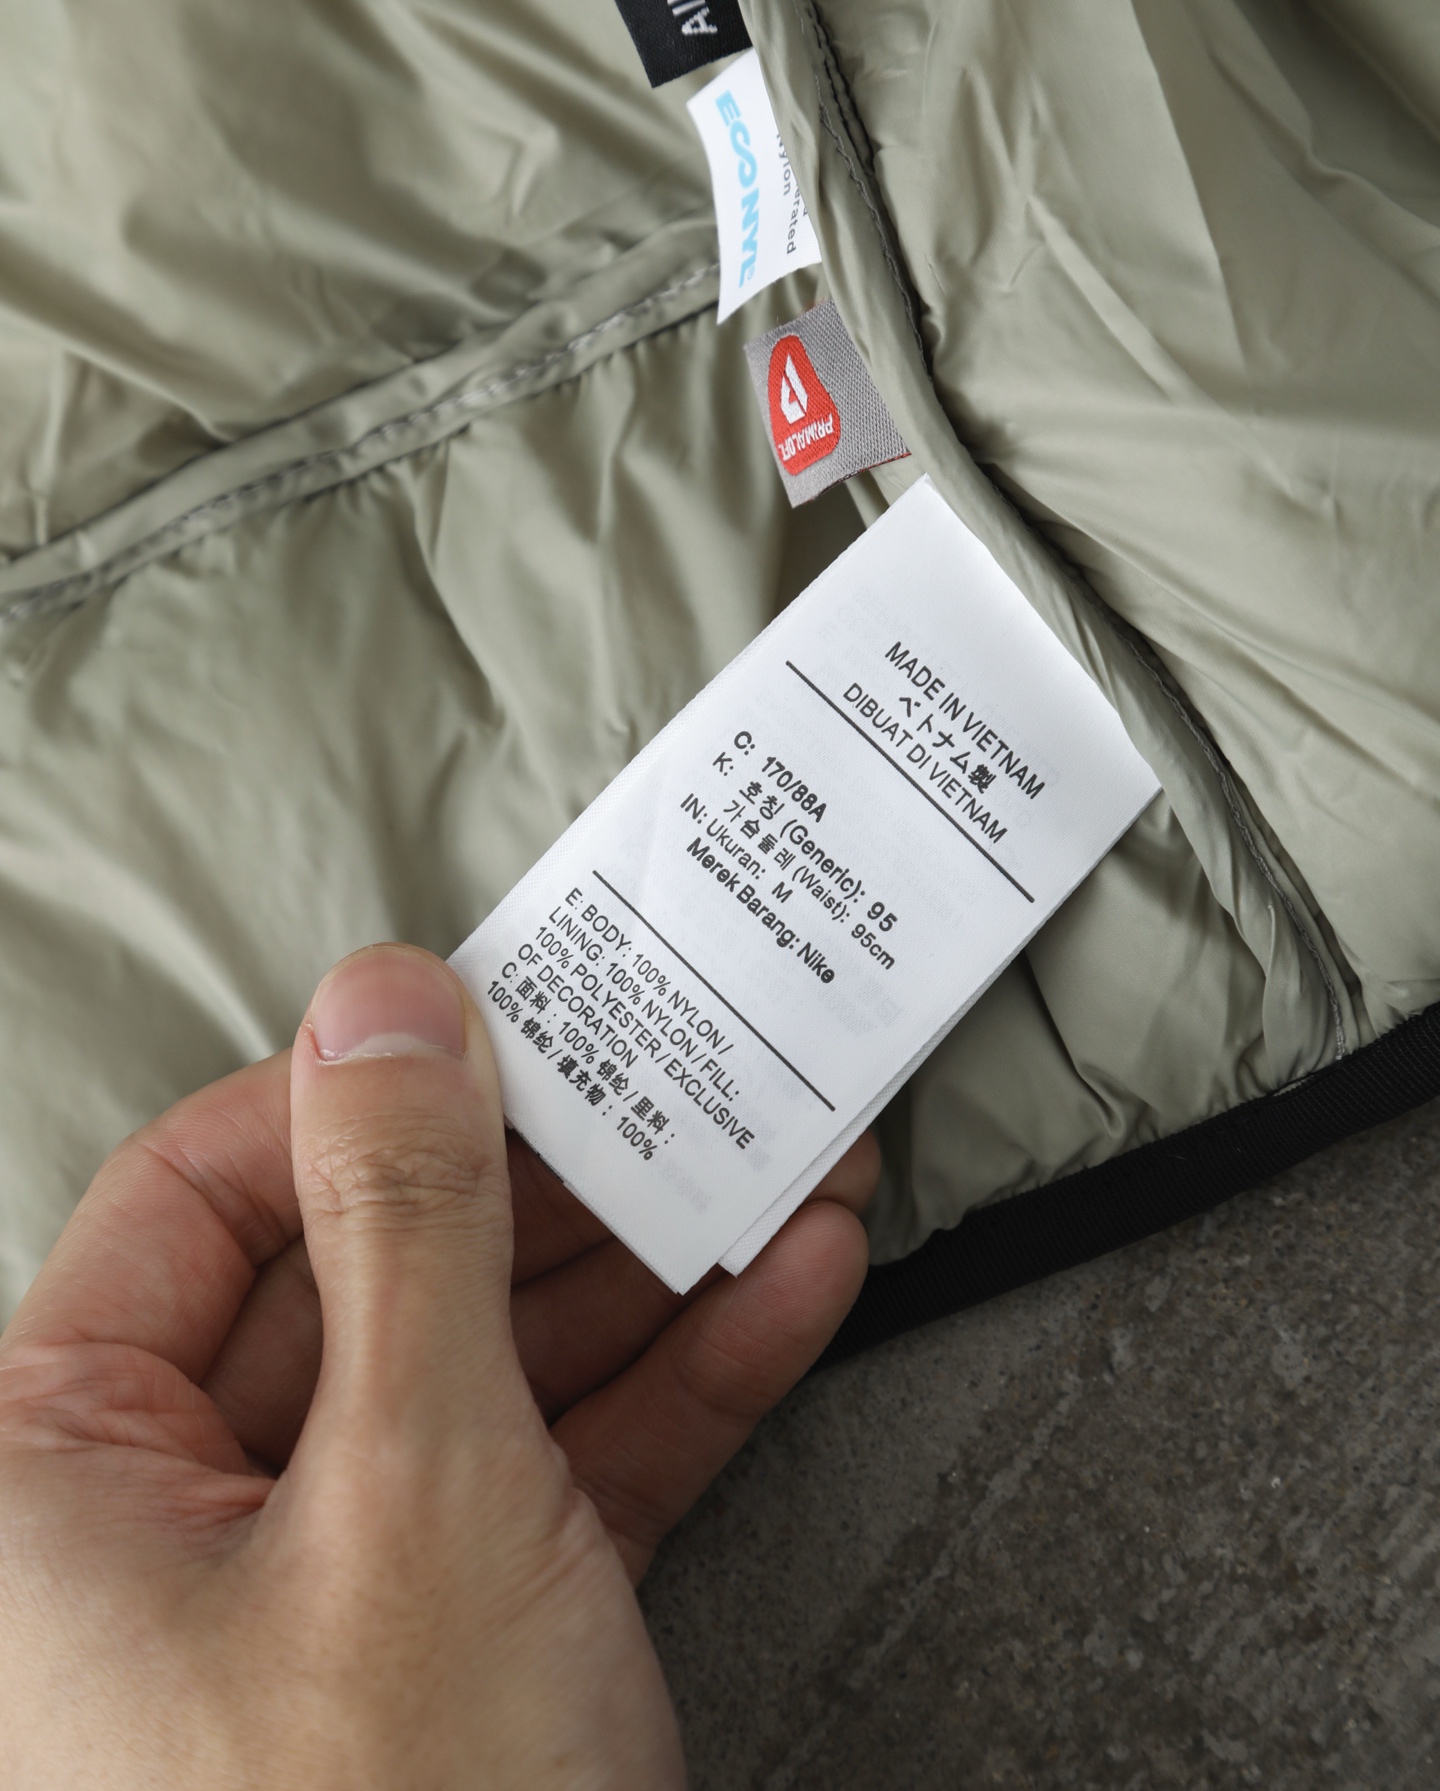 ECONYL
PRIMALOFT
MADE IN VIETNAM
ベトナム製
DIBUAT DI VIETNAM
C: 170/88A
K: 호칭 (Generic): 95
가슴둘레 (Waist): 95cm
IN: Ukuran: M
Merek Barang: Nike
E: BODY: 100% NYLON /
LINING: 100% NYLON / FILL:
100% POLYESTER / EXCLUSIVE
OF DECORATION
C: 面料 : 100% 锦纶 / 里料 :
100% 锦纶 / 填充物 : 100%